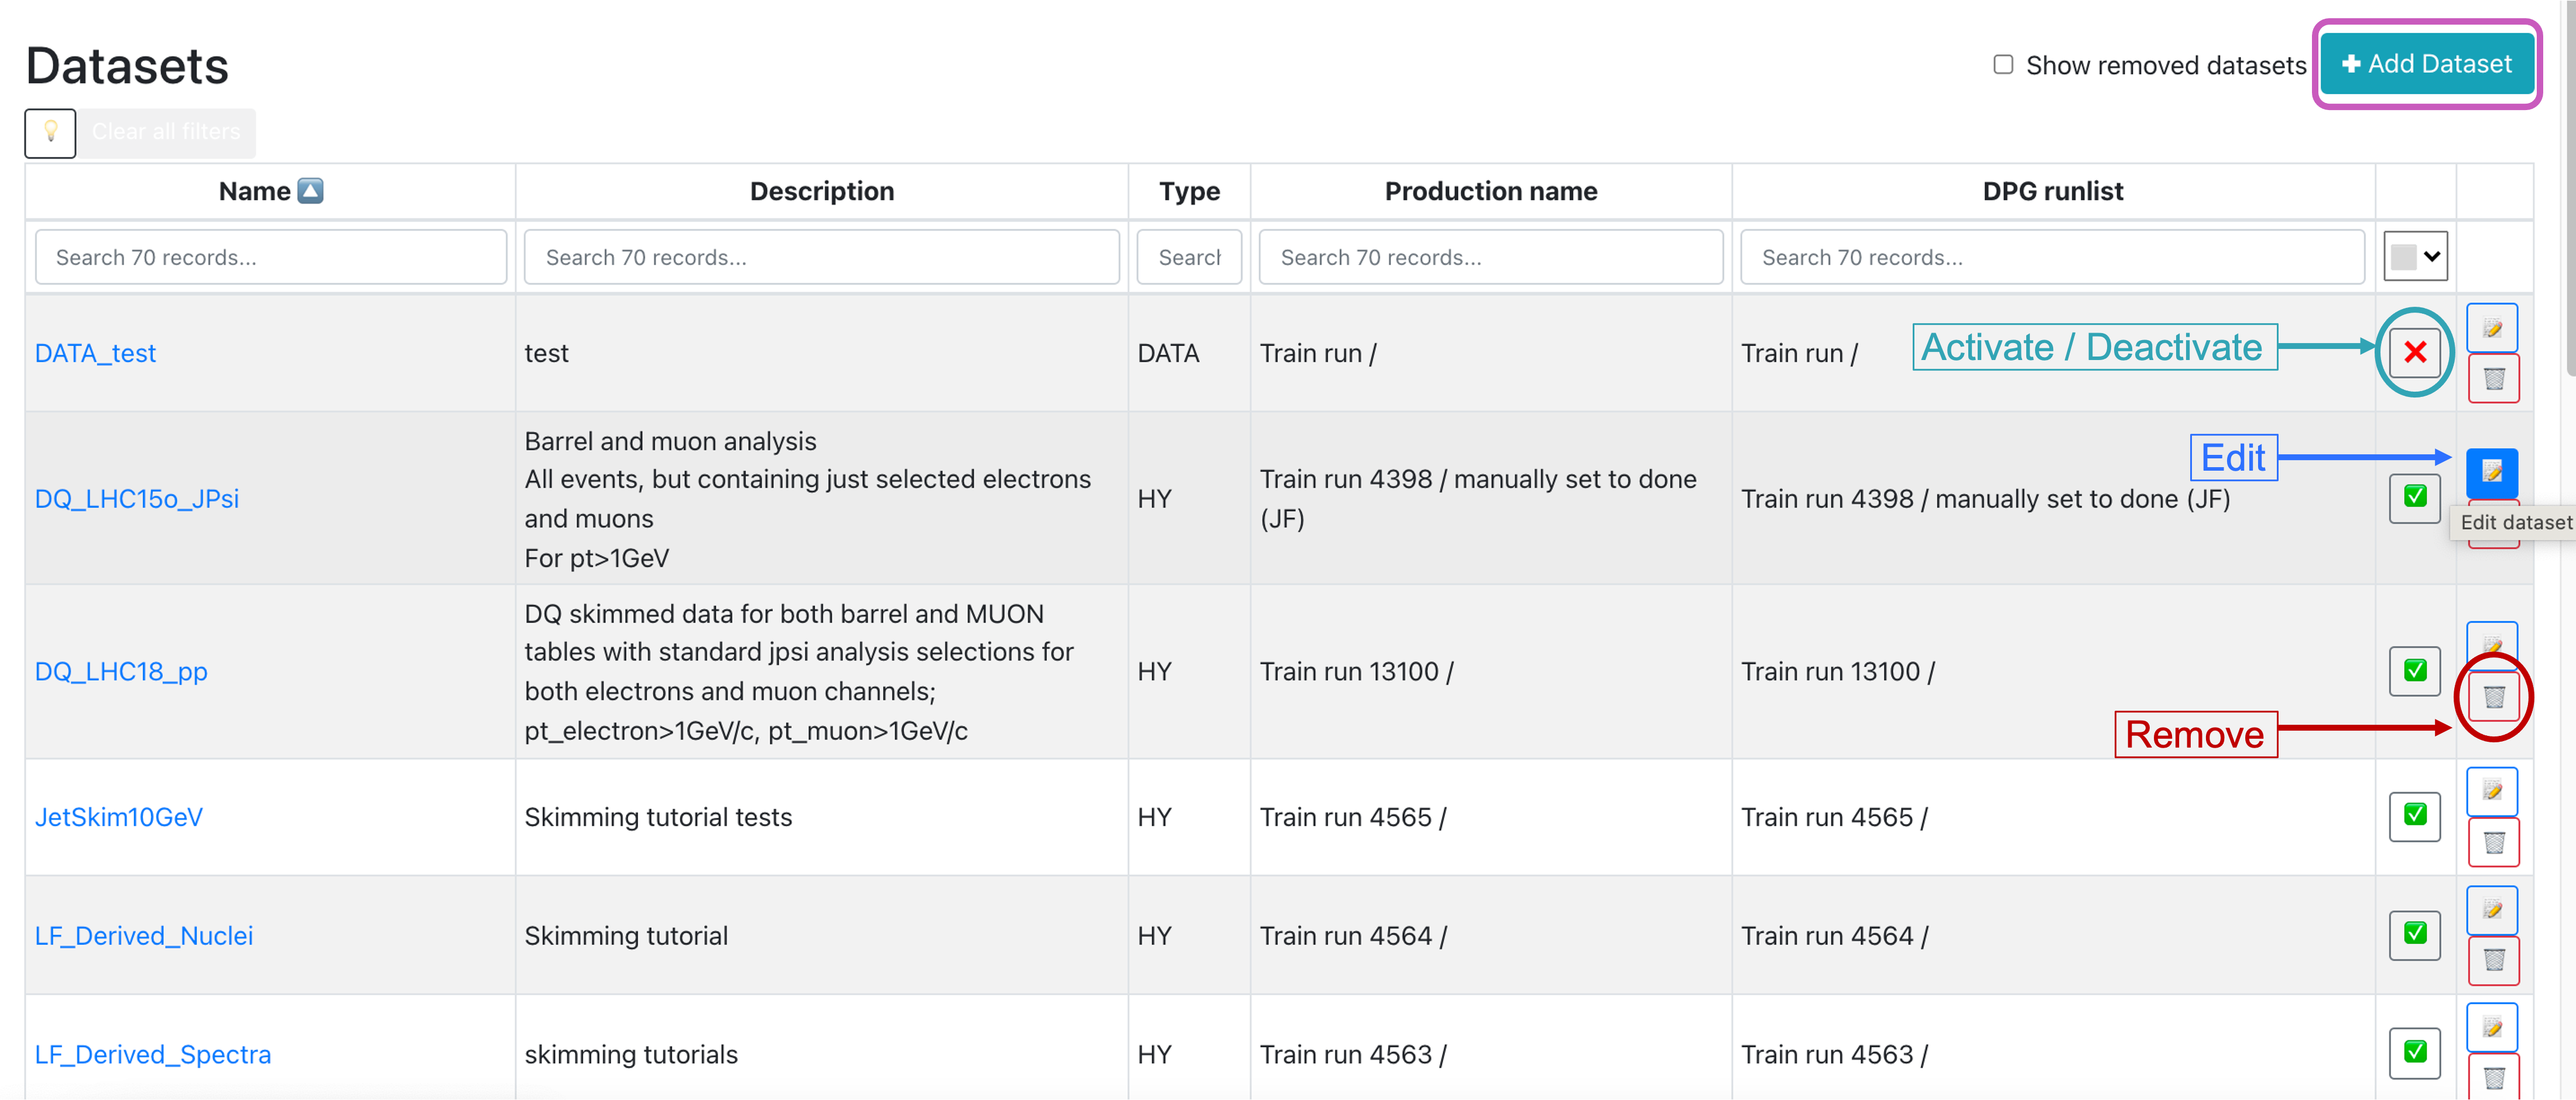 Datasets
Show removed datasets
Add Dataset
Clear all filters
Name
Description
Type
Production name
DPG runlist
Search 70 records...
Search 70 records...
Search
Search 70 records...
Search 70 records...
DATA_test
test
DATA
Train run /
Train run /
Activate / Deactivate
DQ_LHC15o_JPsi
Barrel and muon analysis
All events, but containing just selected electrons
and muons
For pt>1GeV
HY
Train run 4398 / manually set to done
(JF)
Train run 4398 / manually set to done (JF)
Edit
Edit dataset
DQ_LHC18_pp
DQ skimmed data for both barrel and MUON
tables with standard jpsi analysis selections for
both electrons and muon channels;
pt_electron>1GeV/c, pt_muon>1GeV/c
HY
Train run 13100 /
Train run 13100 /
Remove
JetSkim10GeV
Skimming tutorial tests
HY
Train run 4565 /
Train run 4565 /
LF_Derived_Nuclei
Skimming tutorial
HY
Train run 4564 /
Train run 4564 /
LF_Derived_Spectra
skimming tutorials
HY
Train run 4563 /
Train run 4563 /